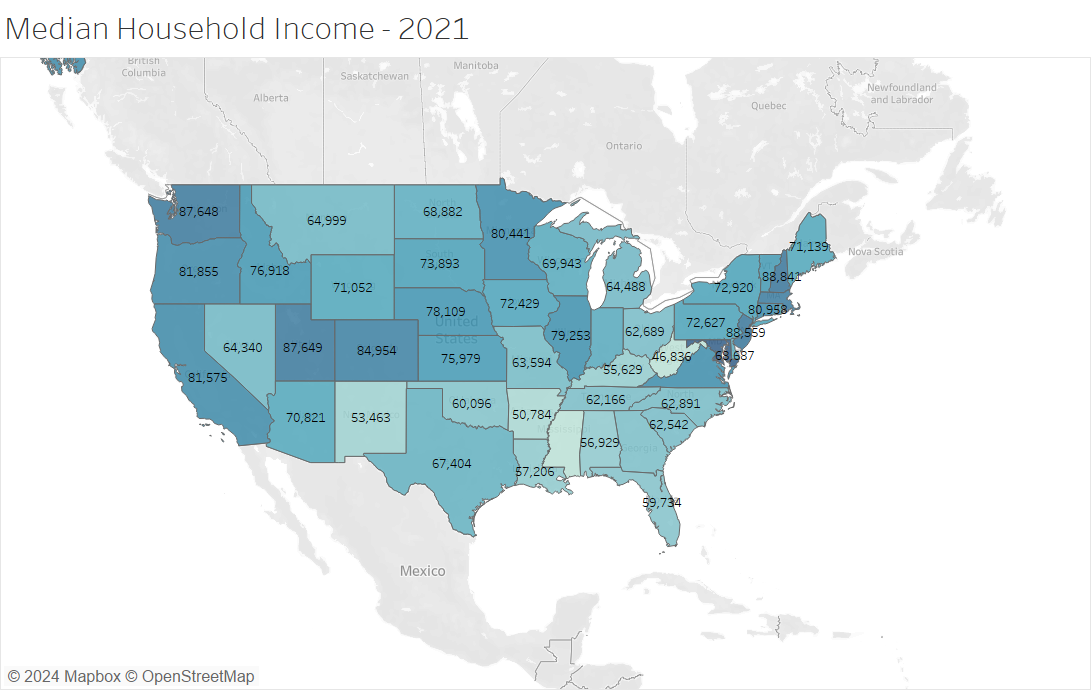 Median Household Income - 2021
British
Columbia
Alberta
Saskatchewan
Manitoba
Ontario
Quebec
Newfoundland
and Labrador
Nova Scotia
87,648
64,999
68,882
80,441
71,139
81,855
76,918
73,893
69,943
88,841
71,052
64,488
72,920
78,109
72,429
80,958
United
States
79,253
72,627
88,559
64,340
87,649
84,954
75,979
63,594
62,689
46,836
81,575
55,629
70,821
53,463
60,096
50,784
62,166
62,891
62,542
67,404
57,206
56,929
Georgia
59,734
Mexico
© 2024 Mapbox © OpenStreetMap